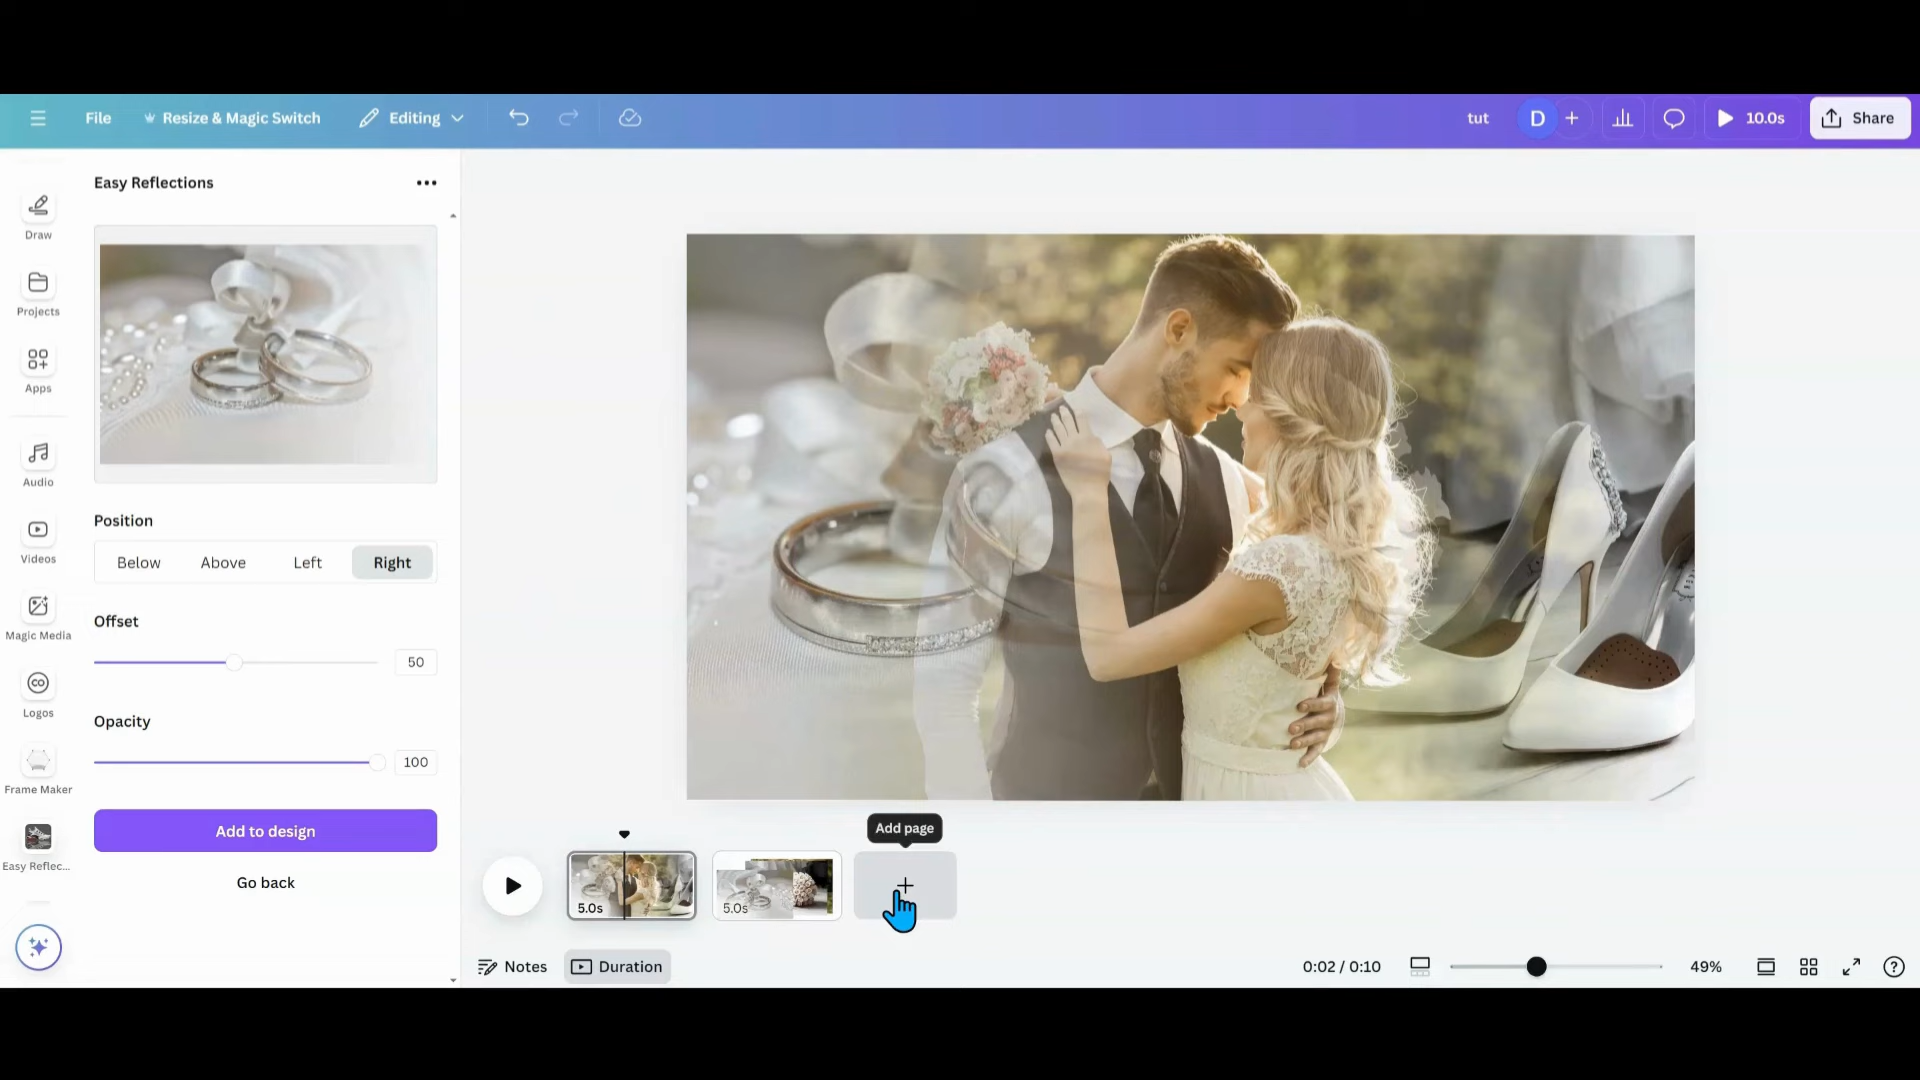 File
Resize & Magic Switch
Editing
tut
D
10.0s
Share
Draw
Projects
Apps
Audio
Videos
Magic Media
Logos
Frame Maker
Easy Reflec...
Easy Reflections
Position
Below
Above
Left
Right
Offset
50
Opacity
100
Add to design
Go back
Add page
5.0s
5.0s
Notes
Duration
0:02 / 0:10
49%